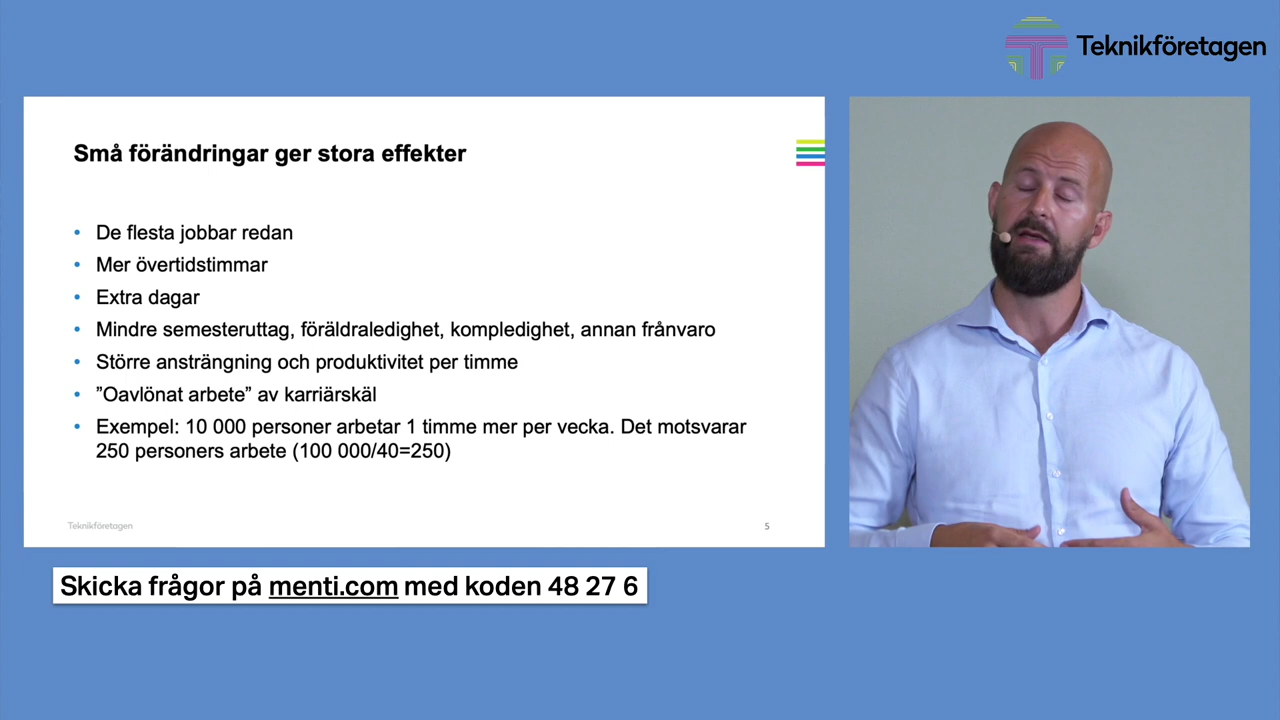 Teknikföretagen
Små förändringar ger stora effekter
• De flesta jobbar redan
• Mer övertidstimmar
• Extra dagar
• Mindre semesteruttag, föräldraledighet, kompledighet, annan frånvaro
• Större ansträngning och produktivitet per timme
• ”Oavlönat arbete” av karriärskäl
• Exempel: 10 000 personer arbetar 1 timme mer per vecka. Det motsvarar
250 personers arbete (100 000/40=250)
Teknikföretagen
5
Skicka frågor på menti.com med koden 48 27 6